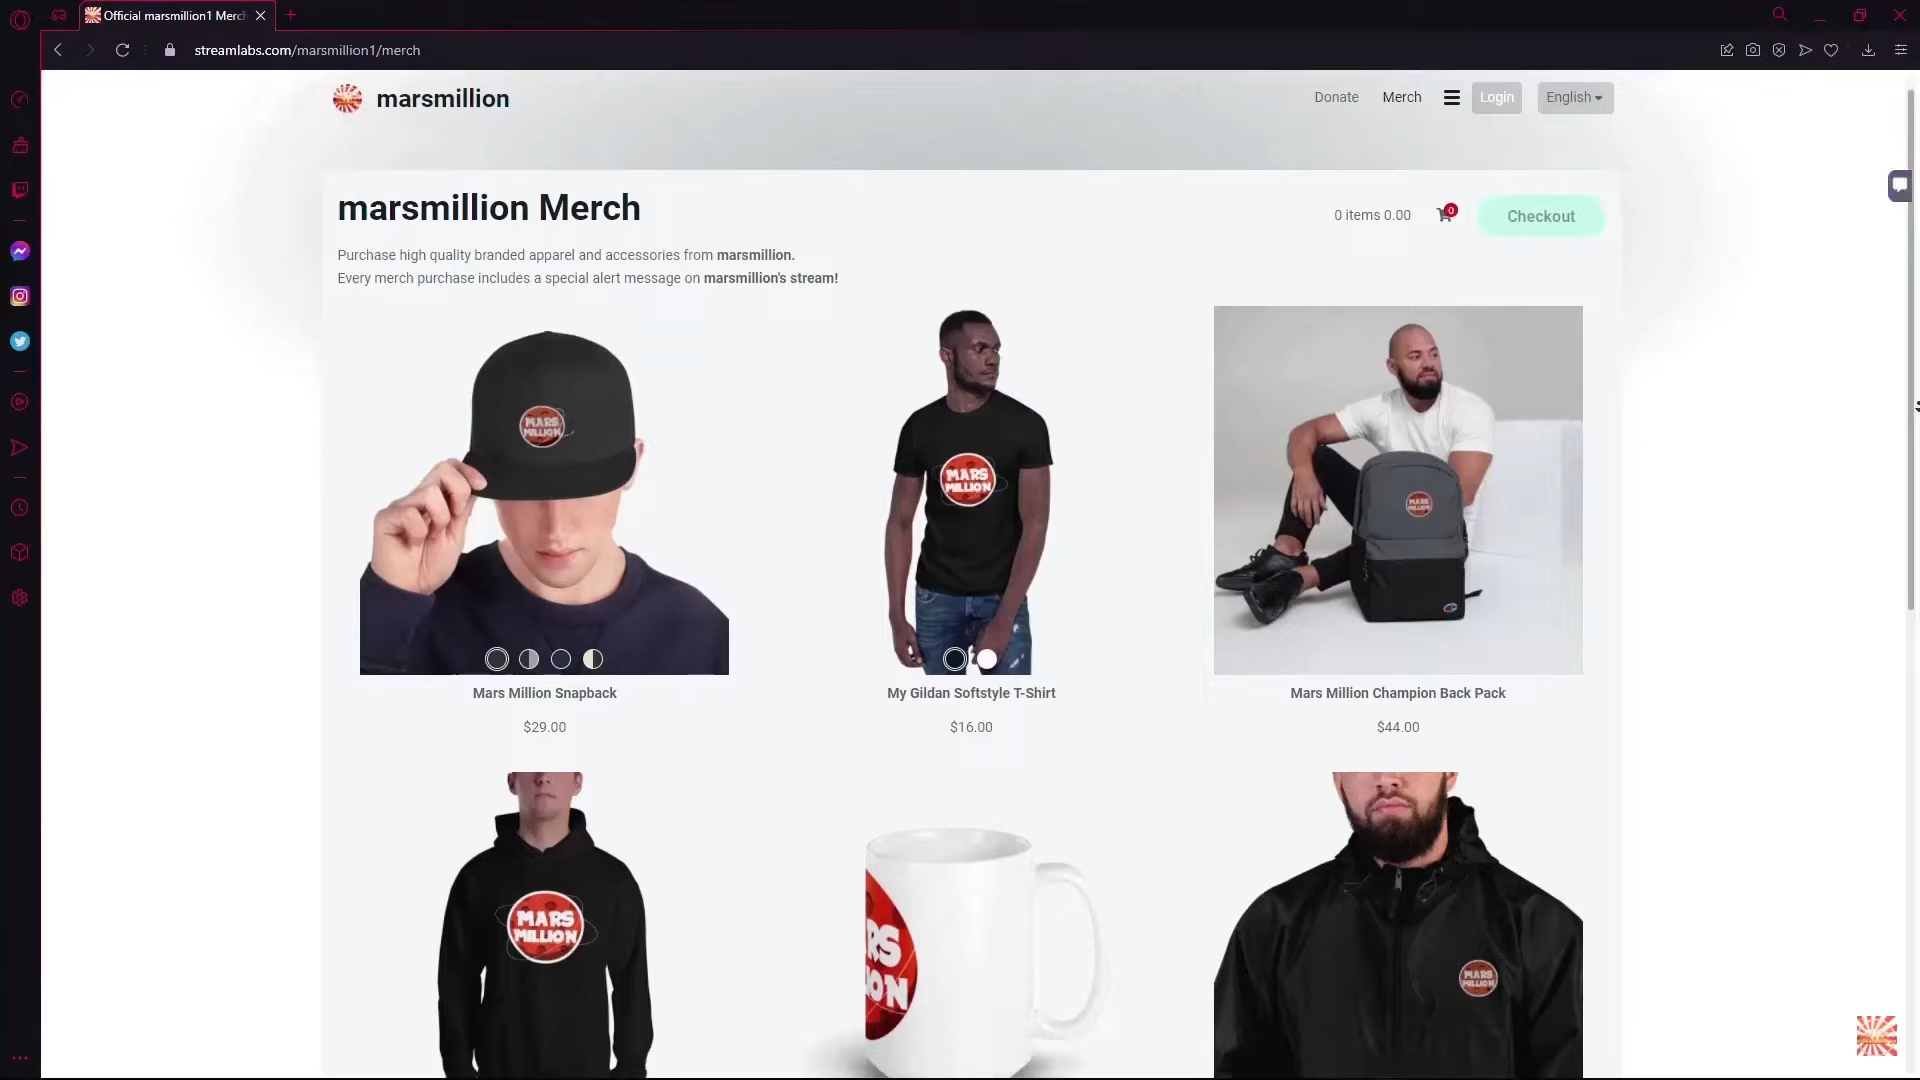 Official marsmillion1 Merch
streamlabs.com/marsmillion1/merch
marsmillion
Donate
Merch
Login
English
marsmillion Merch
0 items 0.00
0
Checkout
Purchase high quality branded apparel and accessories from marsmillion.
Every merch purchase includes a special alert message on marsmillion's stream!
MARS
MILLION
MARS
MILLION
MARS
MILLION
Mars Million Snapback
My Gildan Softstyle T-Shirt
Mars Million Champion Back Pack
$29.00
$16.00
$44.00
MARS
MILLION
RS
ION
MARS
MILLION